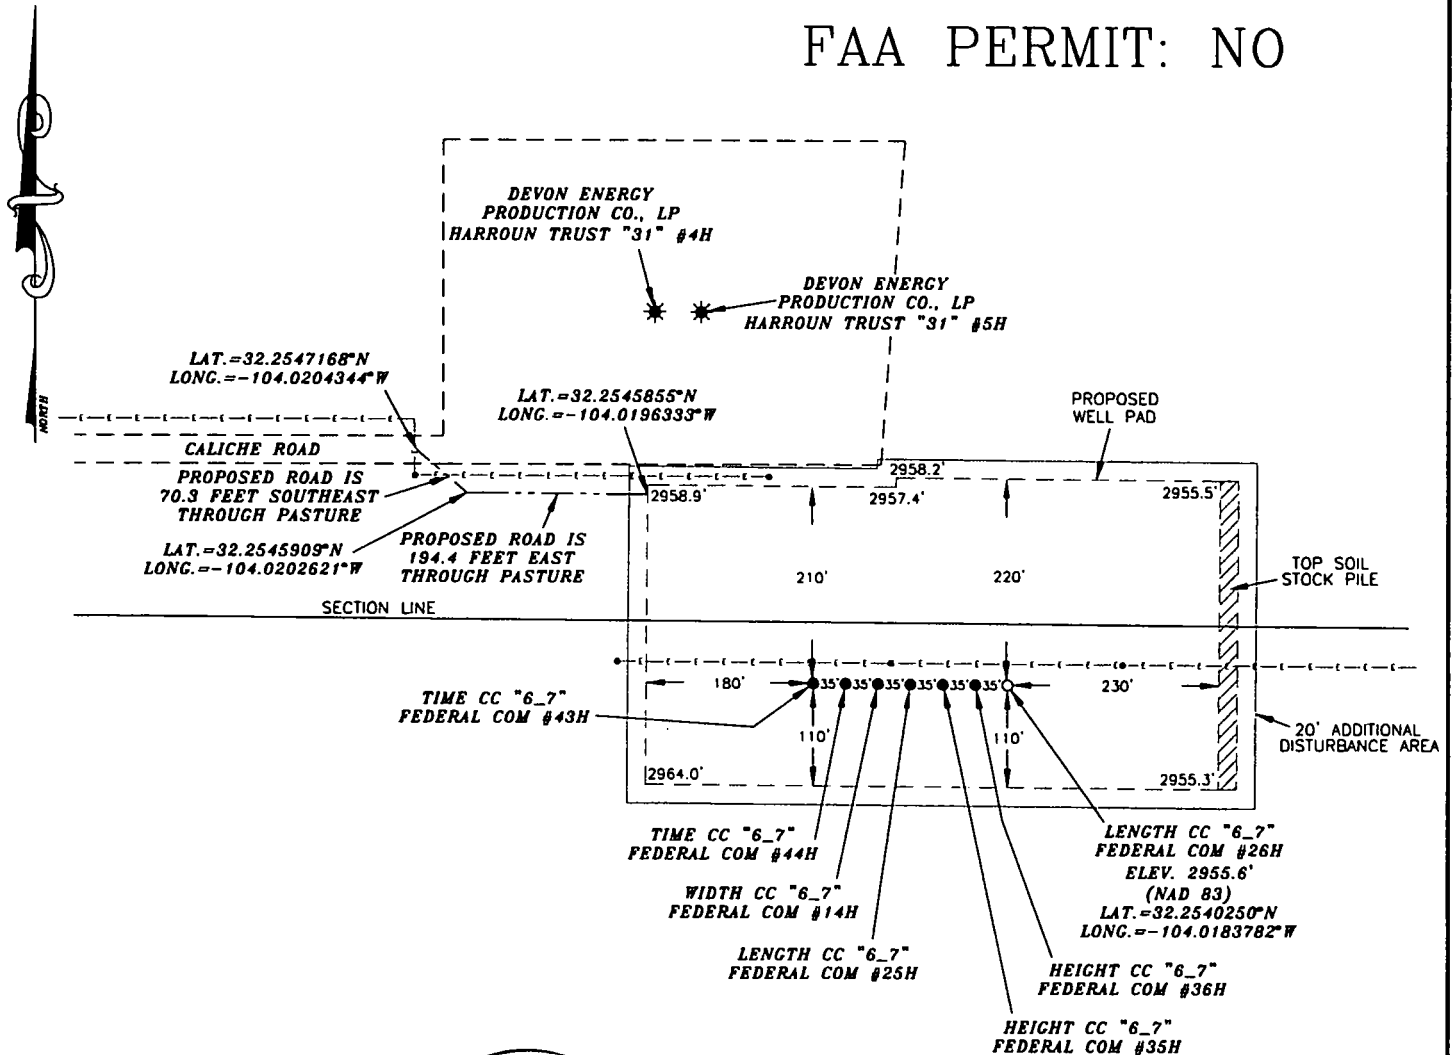 FAA PERMIT: NO
DEVON ENERGY
PRODUCTION CO., LP
HARROUN TRUST "31" #4H
DEVON ENERGY
PRODUCTION CO., LP
HARROUN TRUST "31" #5H
LAT.=32.2547168°N
LONG.=-104.0204344°W
LAT.=32.2545855°N
LONG.=-104.0196333°W
PROPOSED
WELL PAD
NORTH
CALICHE ROAD
PROPOSED ROAD IS
70.3 FEET SOUTHEAST
THROUGH PASTURE
2958.2'
2958.9'
2957.4'
2955.5'
LAT.=32.2545909°N
LONG.=-104.0202621°W
PROPOSED ROAD IS
194.4 FEET EAST
THROUGH PASTURE
210'
220'
TOP SOIL
STOCK PILE
SECTION LINE
180'
35'
35'
35'
35'
35'
35'
230'
TIME CC "6_7"
FEDERAL COM #43H
110'
110'
20' ADDITIONAL
DISTURBANCE AREA
2964.0'
2955.3'
TIME CC "6_7"
FEDERAL COM #44H
WIDTH CC "6_7"
FEDERAL COM #14H
LENGTH CC "6_7"
FEDERAL COM #25H
LENGTH CC "6_7"
FEDERAL COM #26H
ELEV. 2955.6'
(NAD 83)
LAT.=32.2540250°N
LONG.=-104.0183782°W
HEIGHT CC "6_7"
FEDERAL COM #36H
HEIGHT CC "6_7"
FEDERAL COM #35H